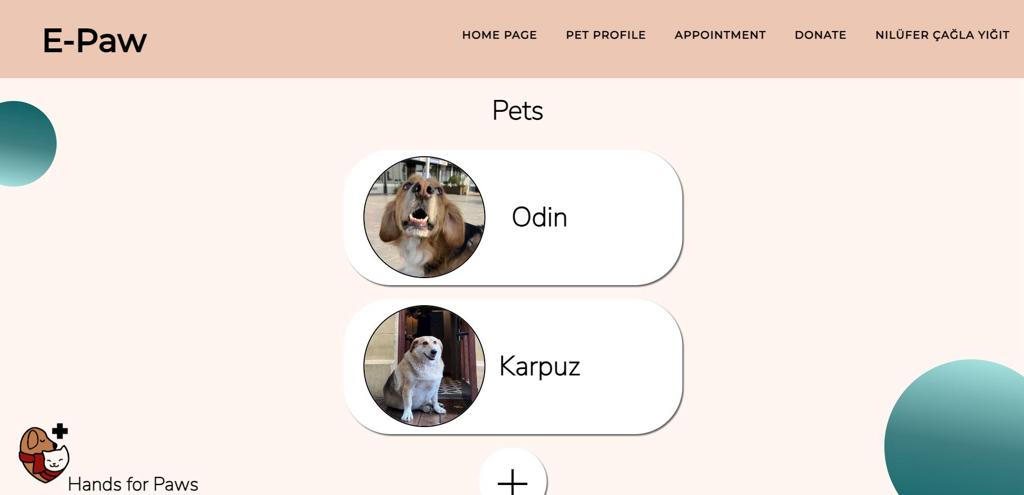 E-Paw
HOME PAGE PET PROFILE APPOINTMENT DONATE NILÜFER ÇAĞLA YIĞIT
Pets
Odin
Karpuz
Hands for Paws